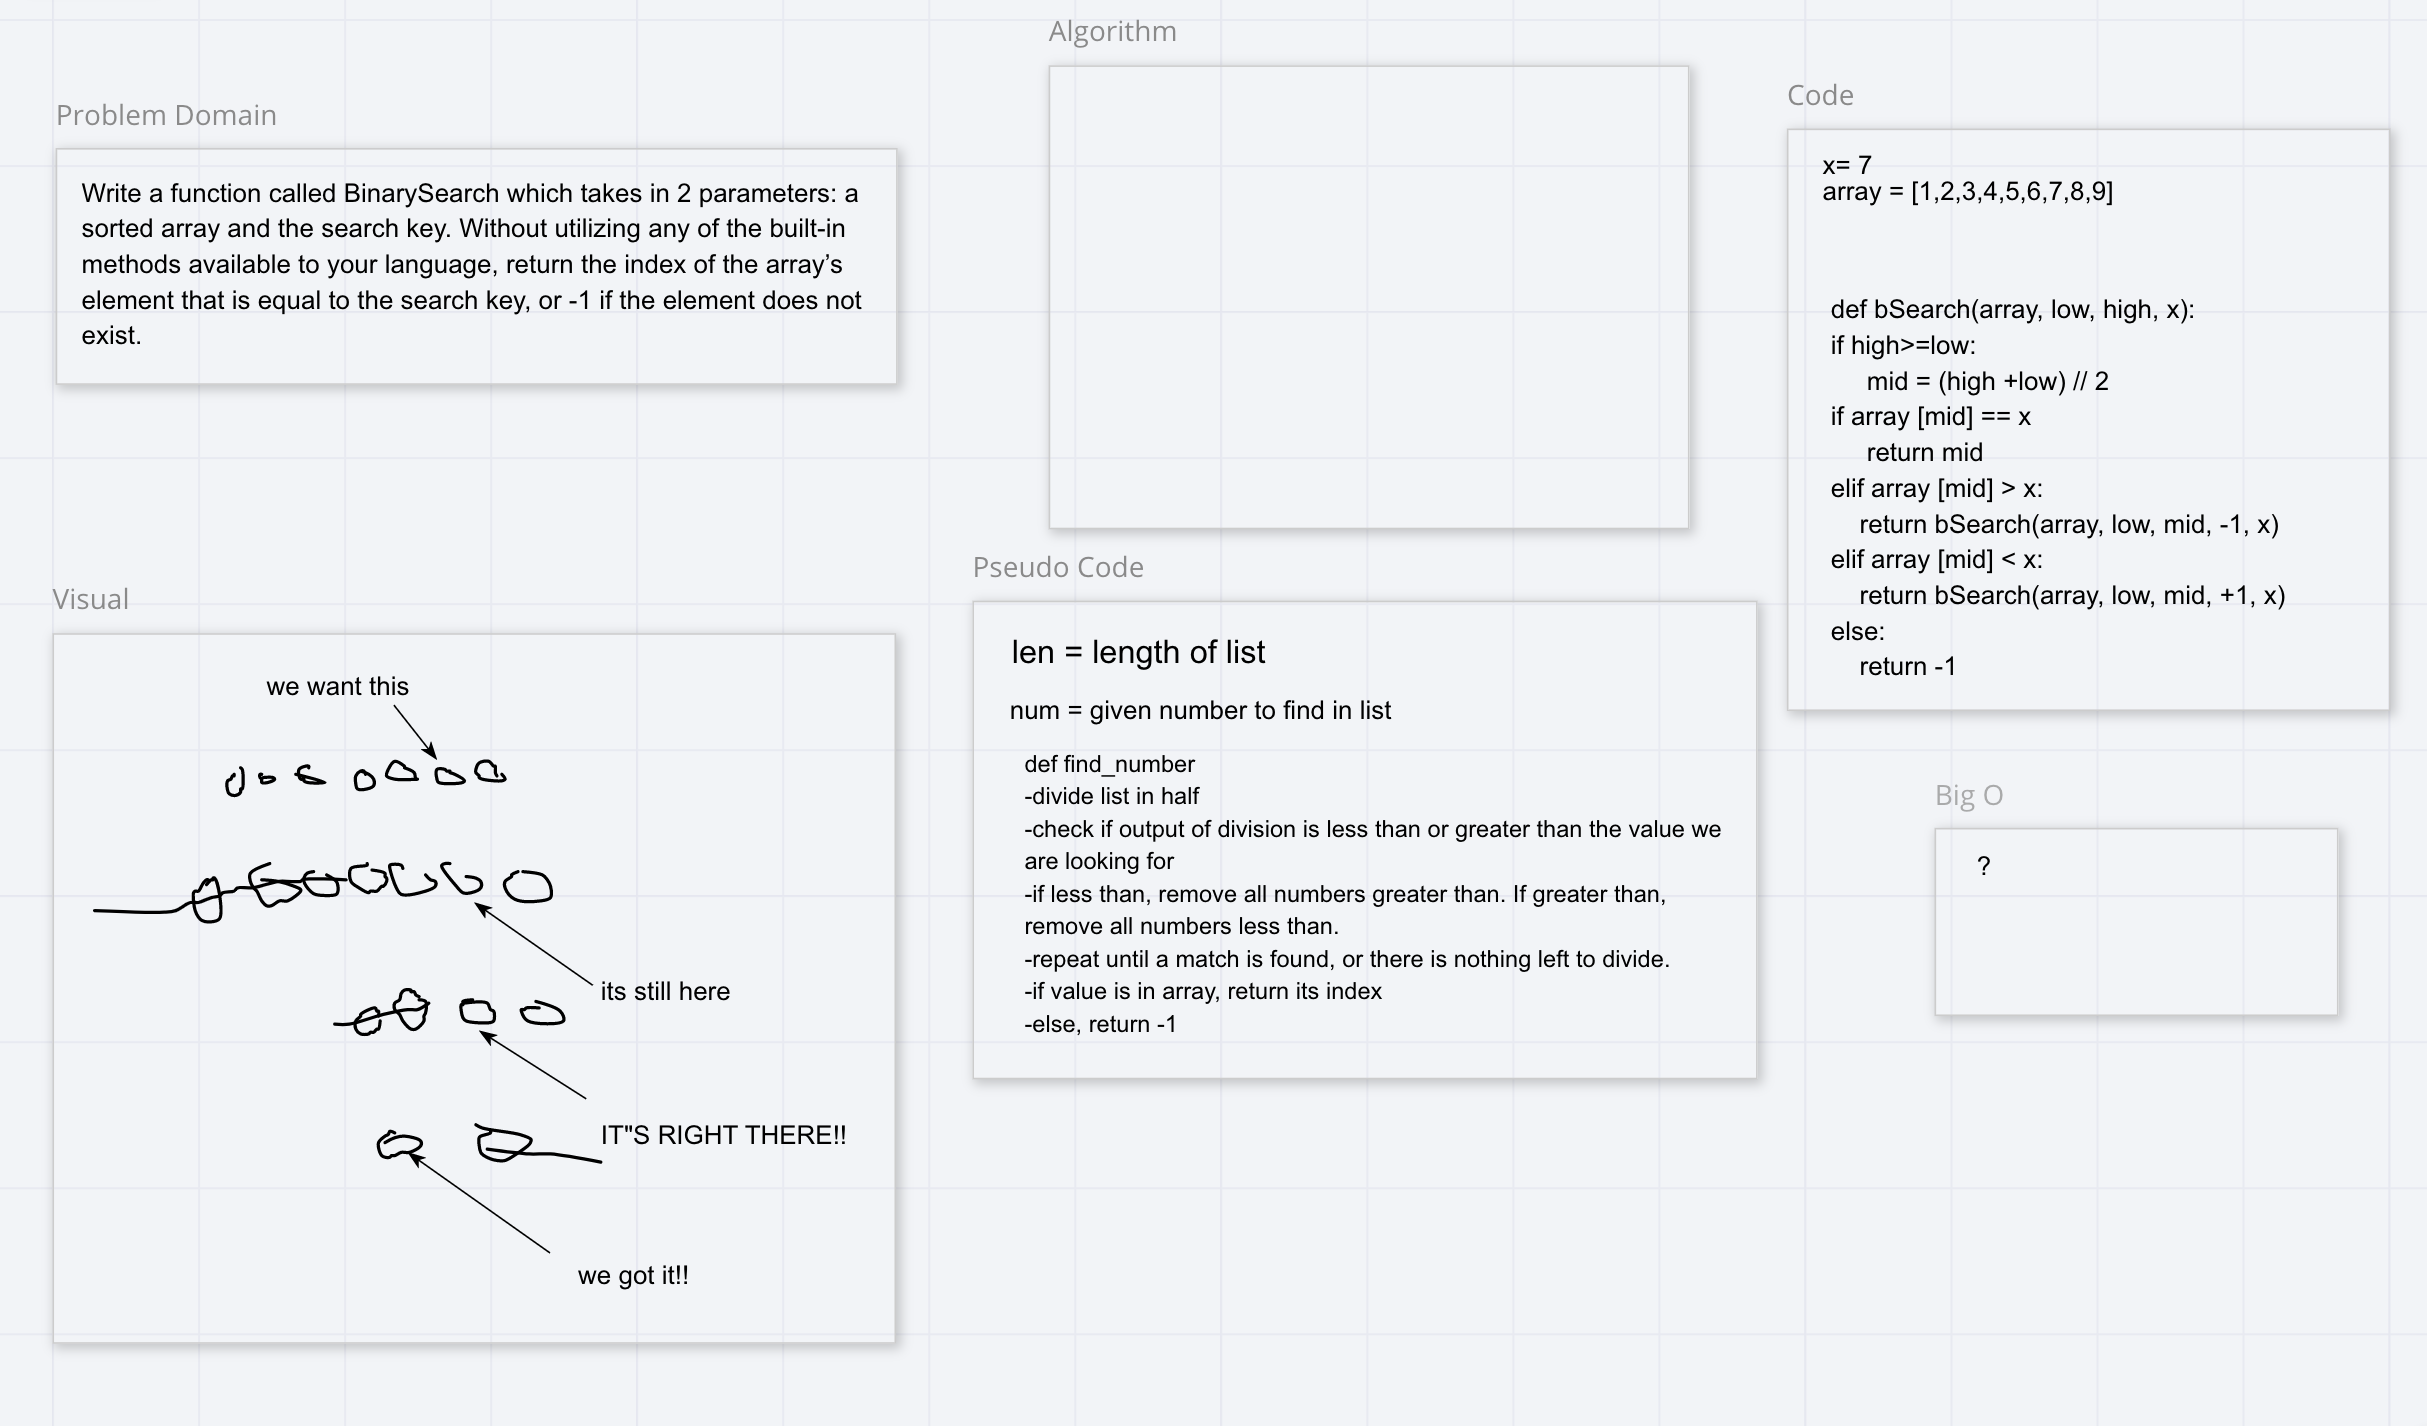 Problem Domain
Write a function called BinarySearch which takes in 2 parameters: a
sorted array and the search key. Without utilizing any of the built-in
methods available to your language, return the index of the array’s
element that is equal to the search key, or -1 if the element does not
exist.
Visual
we want this
its still here
IT"S RIGHT THERE!!
we got it!!
Algorithm
Pseudo Code
len = length of list
num = given number to find in list
def find_number
-divide list in half
-check if output of division is less than or greater than the value we
are looking for
-if less than, remove all numbers greater than. If greater than,
remove all numbers less than.
-repeat until a match is found, or there is nothing left to divide.
-if value is in array, return its index
-else, return -1
Code
x= 7
array = [1,2,3,4,5,6,7,8,9]
def bSearch(array, low, high, x):
if high>=low:
mid = (high +low) // 2
if array [mid] == x
return mid
elif array [mid] > x:
return bSearch(array, low, mid, -1, x)
elif array [mid] < x:
return bSearch(array, low, mid, +1, x)
else:
return -1
Big O
?